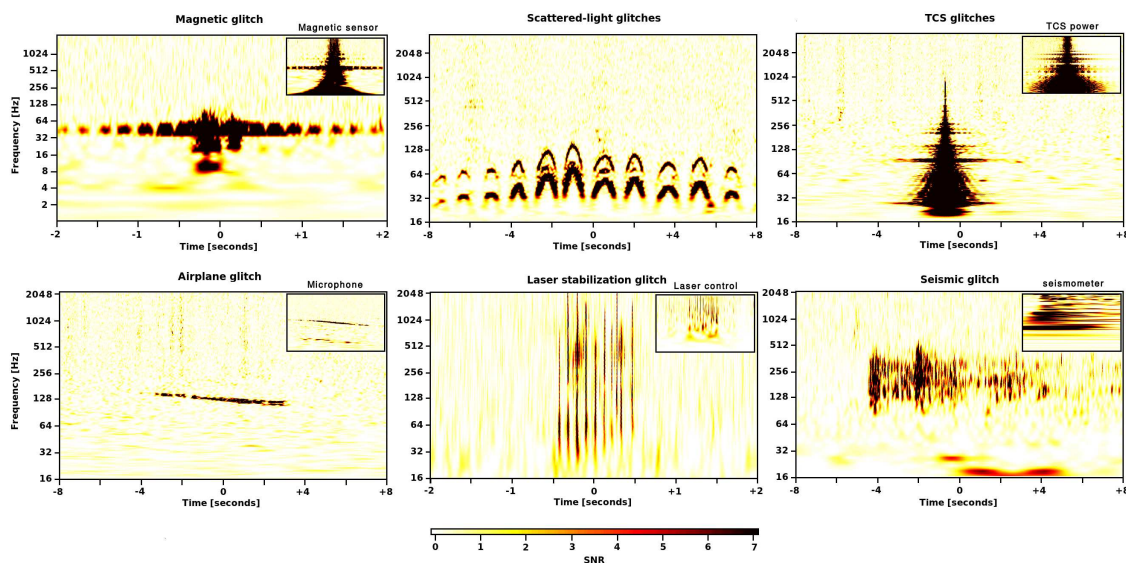 Magnetic glitch
Magnetic sensor
1024
512
256
128
64
32
16
8
4
2
Frequency [Hz]
-2 -1 0 +1 +2
Time [seconds]
Scattered-light glitches
2048
1024
512
256
128
64
32
16
-8 -4 0 +4 +8
Time [seconds]
TCS glitches
TCS power
2048
1024
512
256
128
64
32
16
-8 -4 0 +4 +8
Time [seconds]
Airplane glitch
Microphone
2048
1024
512
256
128
64
32
16
Frequency [Hz]
-8 -4 0 +4 +8
Time [seconds]
Laser stabilization glitch
Laser control
2048
1024
512
256
128
64
32
16
-2 -1 0 +1 +2
Time [seconds]
Seismic glitch
seismometer
2048
1024
512
256
128
64
32
16
-8 -4 0 +4 +8
Time [seconds]
0 1 2 3 4 5 6 7
SNR